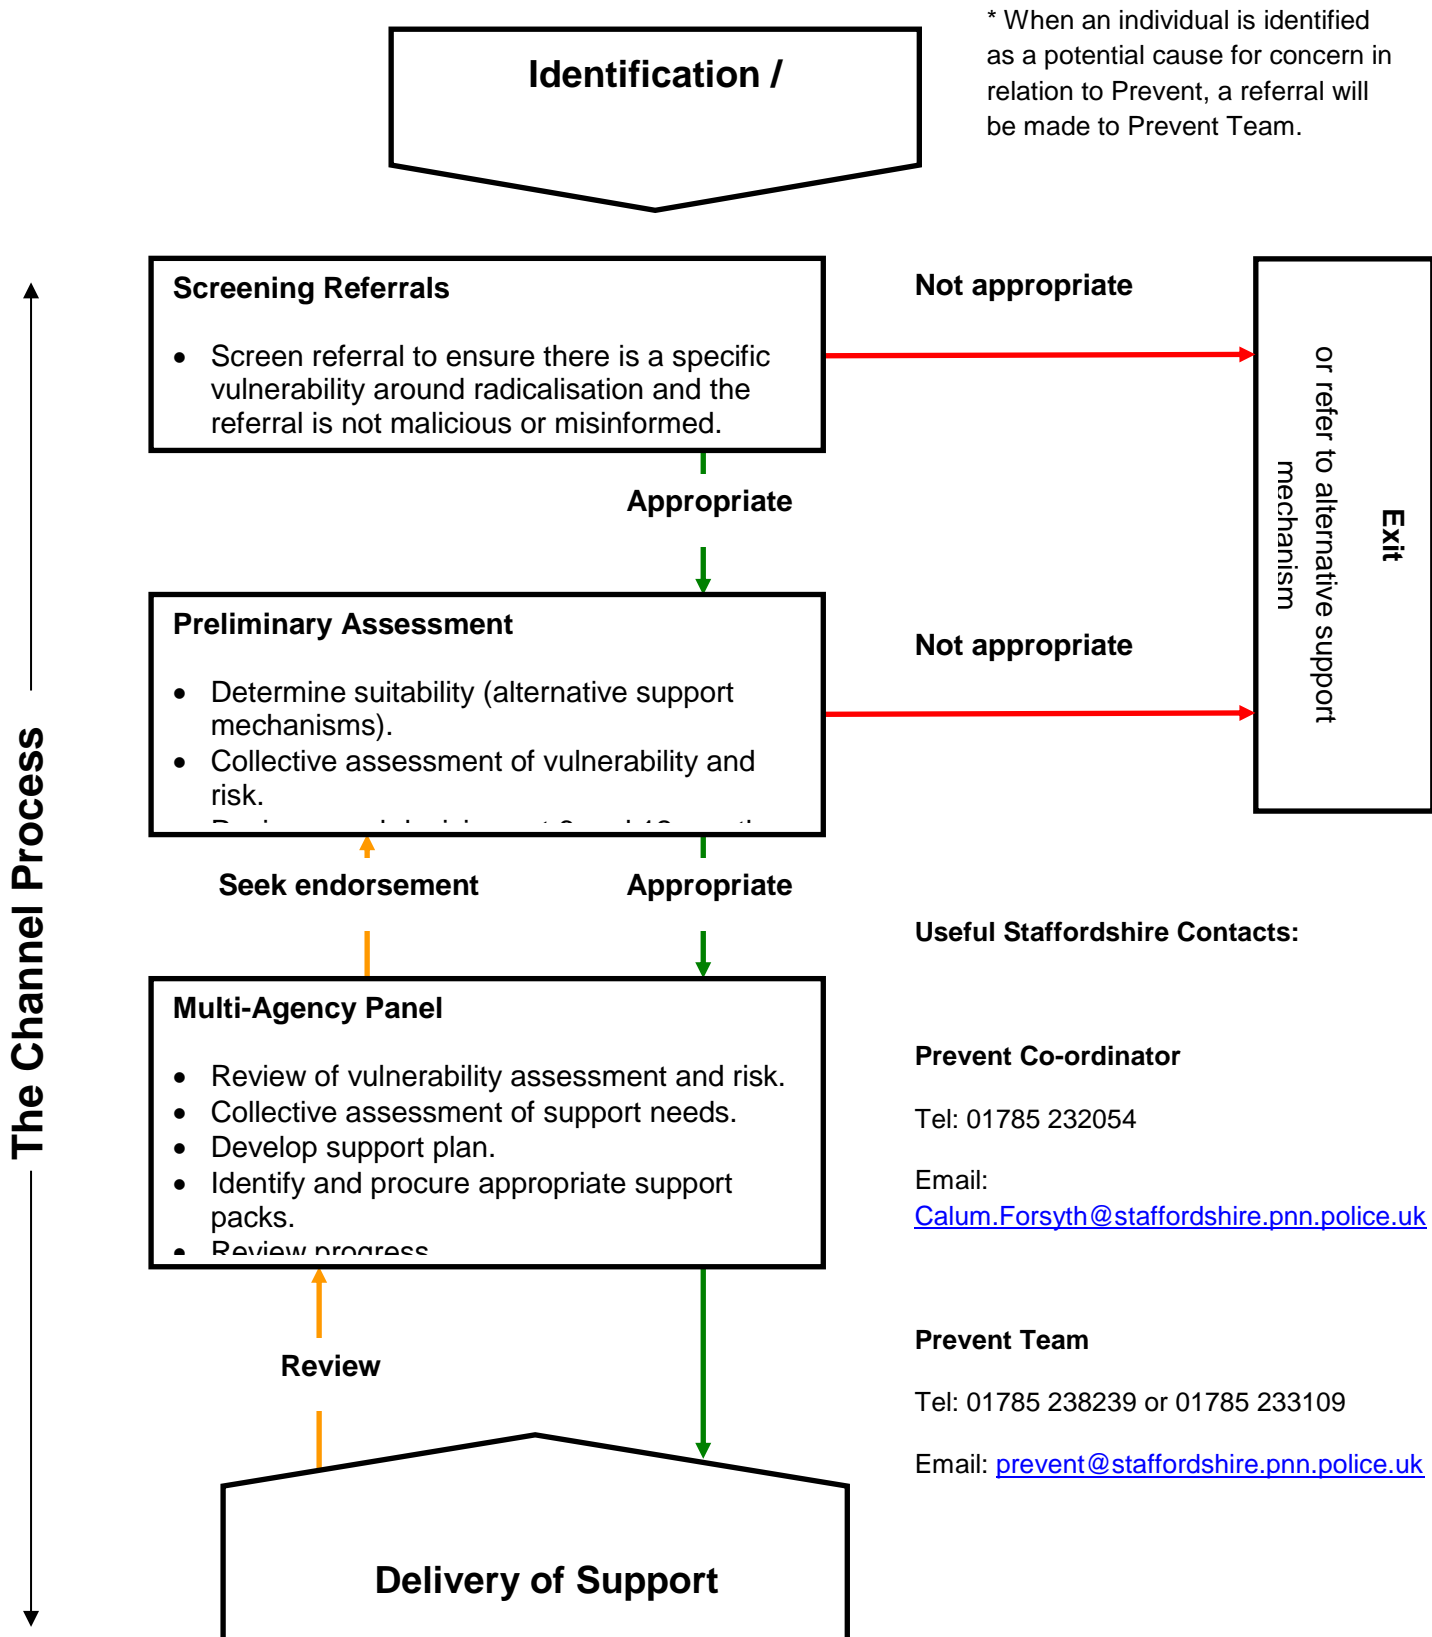 * When an individual is identified
as a potential cause for concern in
relation to Prevent, a referral will
be made to Prevent Team.
Identification /
The Channel Process
Screening Referrals
• Screen referral to ensure there is a specific
vulnerability around radicalisation and the
referral is not malicious or misinformed.
Not appropriate
Exit
or refer to alternative support
mechanism
Appropriate
Preliminary Assessment
• Determine suitability (alternative support
mechanisms).
• Collective assessment of vulnerability and
risk.
Not appropriate
Seek endorsement
Appropriate
Multi-Agency Panel
• Review of vulnerability assessment and risk.
• Collective assessment of support needs.
• Develop support plan.
• Identify and procure appropriate support
packs.
• Review progress
Review
Delivery of Support
Useful Staffordshire Contacts:
Prevent Co-ordinator
Tel: 01785 232054
Email:
Calum.Forsyth@staffordshire.pnn.police.uk
Prevent Team
Tel: 01785 238239 or 01785 233109
Email: prevent@staffordshire.pnn.police.uk